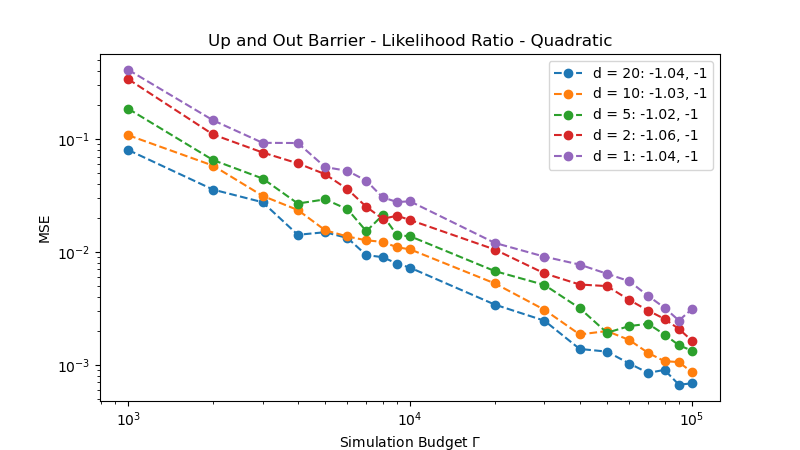 Up and Out Barrier - Likelihood Ratio - Quadratic
d = 20: -1.04, -1
d = 10: -1.03, -1
d = 5: -1.02, -1
d = 2: -1.06, -1
d = 1: -1.04, -1
MSE
10⁻¹
10⁻²
10⁻³
10³ 10⁴ 10⁵
Simulation Budget Γ